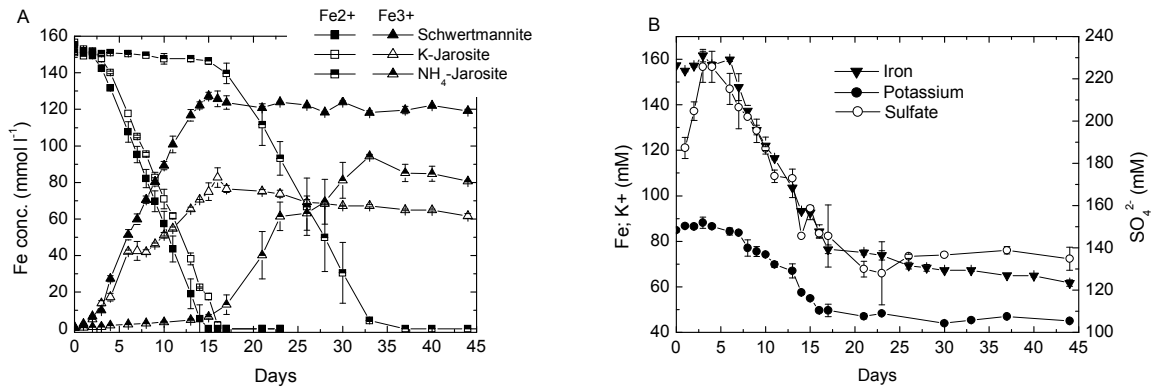 A
Fe2+ Fe3+
Schwertmannite
K-Jarosite
NH4-Jarosite
160
140
120
100
80
60
40
20
0
Fe conc. (mmol l-1)
0 5 10 15 20 25 30 35 40 45
Days
B
Iron
Potassium
Sulfate
160
140
120
100
80
60
40
Fe; K+ (mM)
240
220
200
180
160
140
120
100
SO4 2- (mM)
0 5 10 15 20 25 30 35 40 45
Days